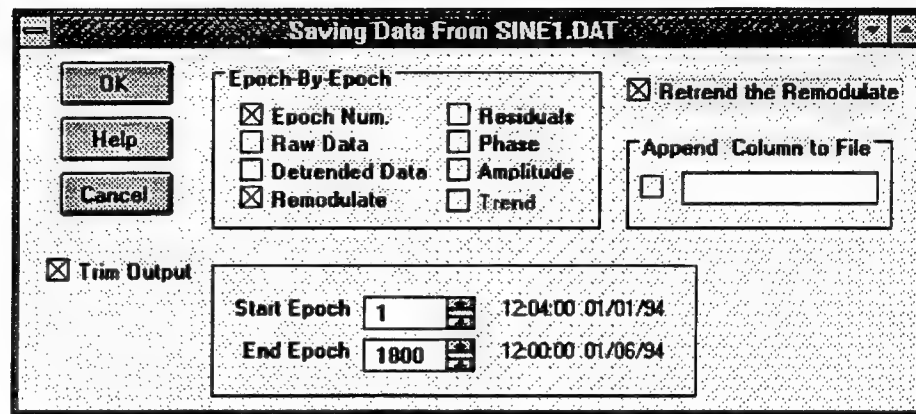 Saving Data From SINE1.DAT
OK
Help
Cancel
Epoch-By-Epoch
Epoch Num.
Raw Data
Detrended Data
Remodulate
Residuals
Phase
Amplitude
Trend
Retrend the Remodulate
Append Column to File
Trim Output
Start Epoch 1 12:04:00 01/01/94
End Epoch 1800 12:00:00 01/06/94